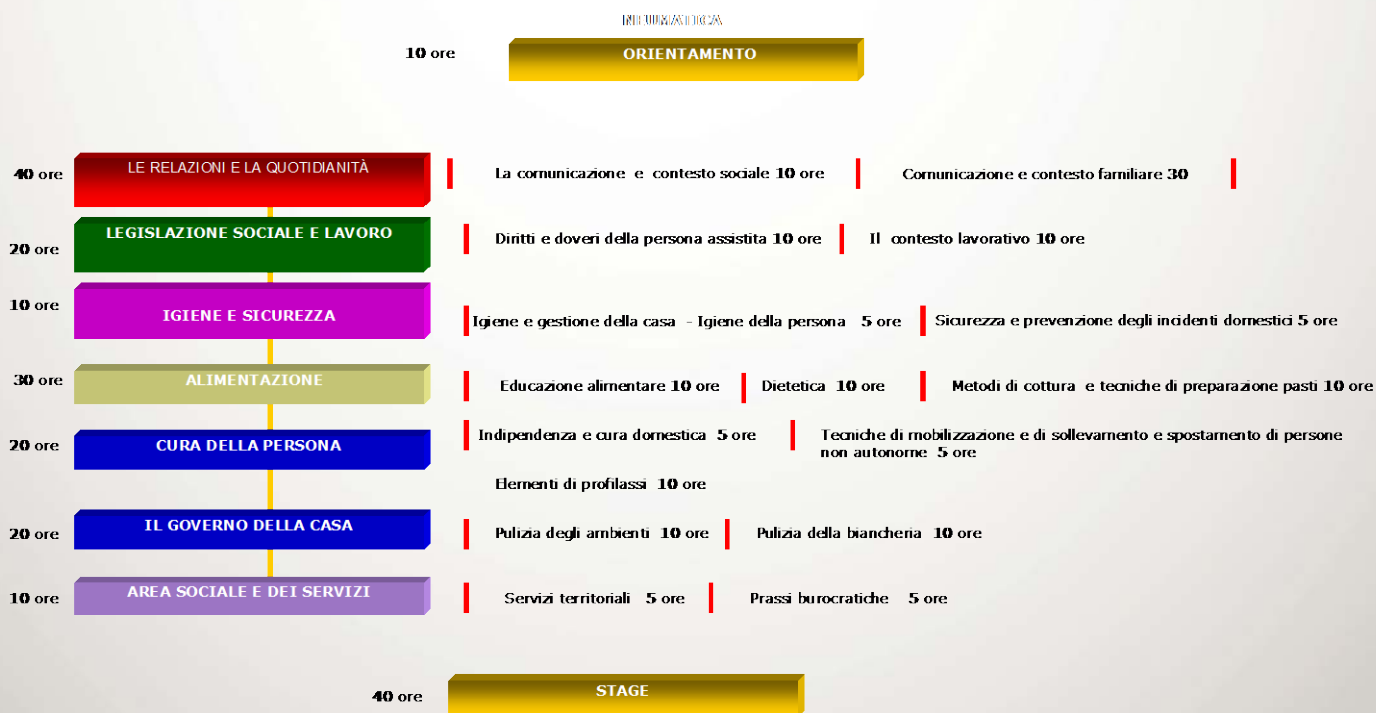 NEUMATICA
10 ore
ORIENTAMENTO
40 ore
LE RELAZIONI E LA QUOTIDIANITÀ
La comunicazione e contesto sociale 10 ore
Comunicazione e contesto familiare 30
20 ore
LEGISLAZIONE SOCIALE E LAVORO
Diritti e doveri della persona assistita 10 ore
Il contesto lavorativo 10 ore
10 ore
IGIENE E SICUREZZA
Igiene e gestione della casa - Igiene della persona 5 ore
Sicurezza e prevenzione degli incidenti domestici 5 ore
30 ore
ALIMENTAZIONE
Educazione alimentare 10 ore
Dietetica 10 ore
Metodi di cottura e tecniche di preparazione pasti 10 ore
20 ore
CURA DELLA PERSONA
Indipendenza e cura domestica 5 ore
Tecniche di mobilizzazione e di sollevamento e spostamento di persone
non autonome 5 ore
Elementi di profilassi 10 ore
20 ore
IL GOVERNO DELLA CASA
Pulizia degli ambienti 10 ore
Pulizia della biancheria 10 ore
10 ore
AREA SOCIALE E DEI SERVIZI
Servizi territoriali 5 ore
Prassi burocratiche 5 ore
40 ore
STAGE